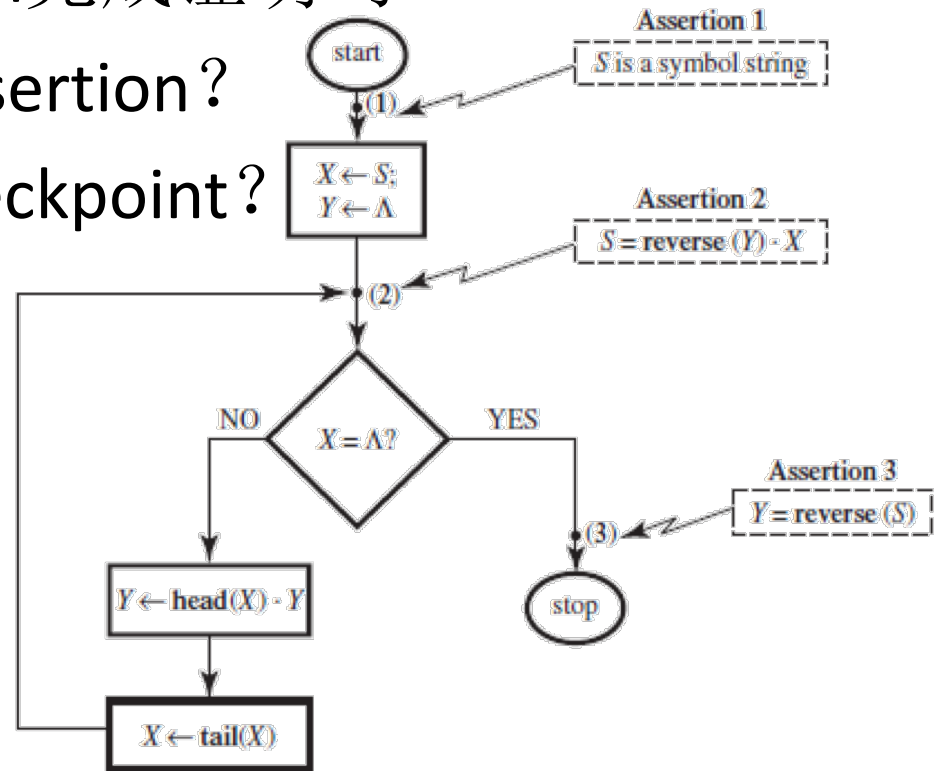 Assertion 1
start
S is a symbol string
ssertion?
(1)
X ← S;
Y ← Λ
eckpoint?
Assertion 2
S = reverse (Y) · X
(2)
NO
YES
X = Λ?
Assertion 3
Y = reverse (S)
(3)
Y ← head(X) · Y
stop
X ← tail(X)